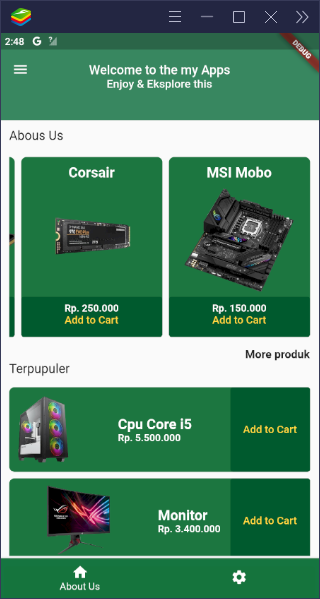 2:48
DEBUG
Welcome to the my Apps
Enjoy & Eksplore this
Abous Us
Corsair
MSI Mobo
Rp. 250.000
Add to Cart
Rp. 150.000
Add to Cart
More produk
Terpupuler
Cpu Core i5
Rp. 5.500.000
Add to Cart
Monitor
Rp. 3.400.000
Add to Cart
About Us